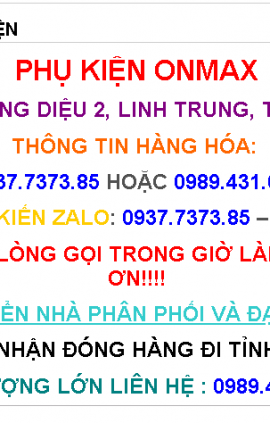 ỆN
PHỤ KIỆN ONMAX
NG DIỆU 2, LINH TRUNG, T
THÔNG TIN HÀNG HÓA:
37.7373.85 HOẶC 0989.431.
KIẾN ZALO: 0937.7373.85 –
LÒNG GỌI TRONG GIỜ LÀ
ƠN!!!!
ỂN NHÀ PHÂN PHỐI VÀ Đ
NHẬN ĐÓNG HÀNG ĐI TỈNH
ƯỢNG LỚN LIÊN HỆ : 0989.4